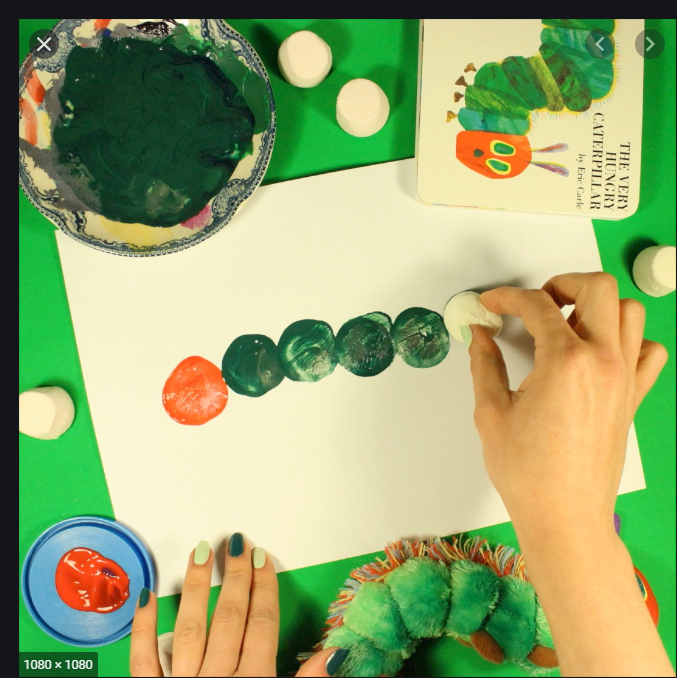 THE VERY
HUNGRY
CATERPILLAR
by Eric Carle
1080 × 1080